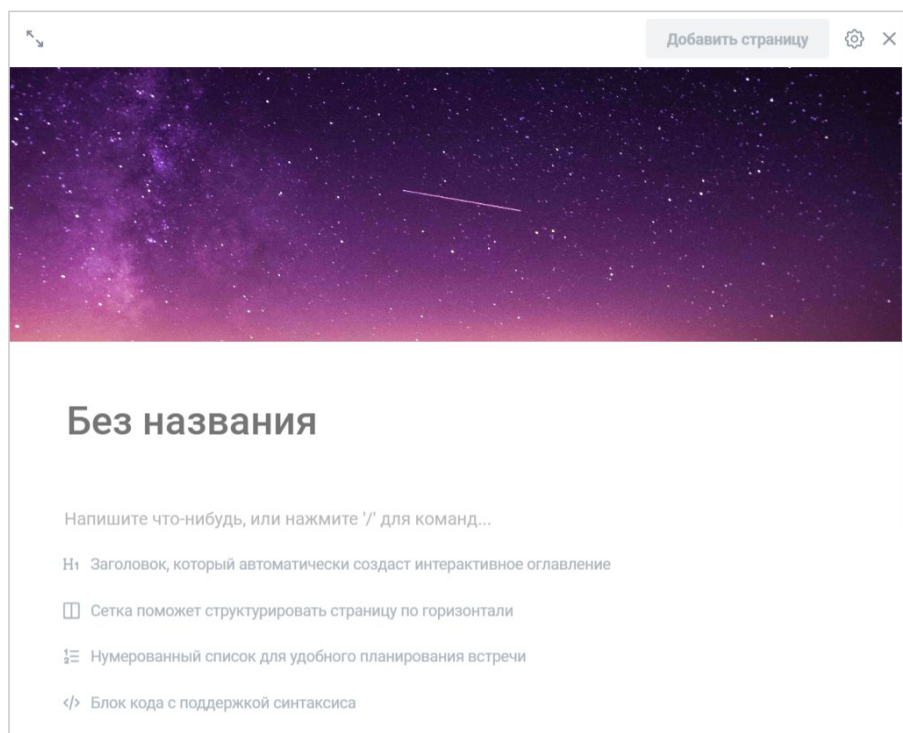 Добавить страницу
Без названия
Напишите что-нибудь, или нажмите '/' для команд...
H1 Заголовок, который автоматически создаст интерактивное оглавление
Сетка поможет структурировать страницу по горизонтали
Нумерованный список для удобного планирования встречи
</> Блок кода с поддержкой синтаксиса